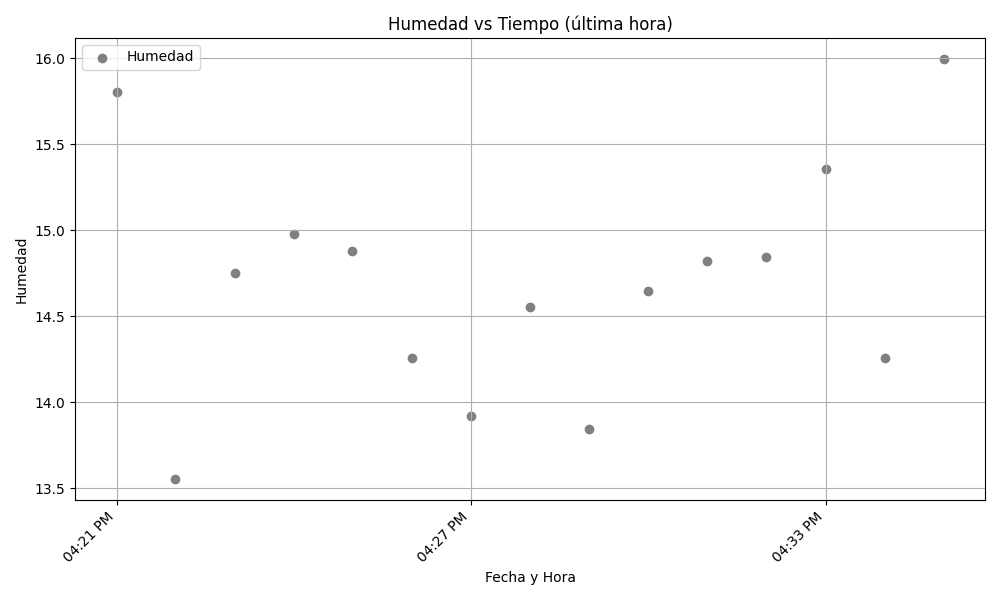 Humedad vs Tiempo (última hora)
Humedad
16.0
15.5
15.0
14.5
14.0
13.5
Humedad
04:21 PM
04:27 PM
04:33 PM
Fecha y Hora